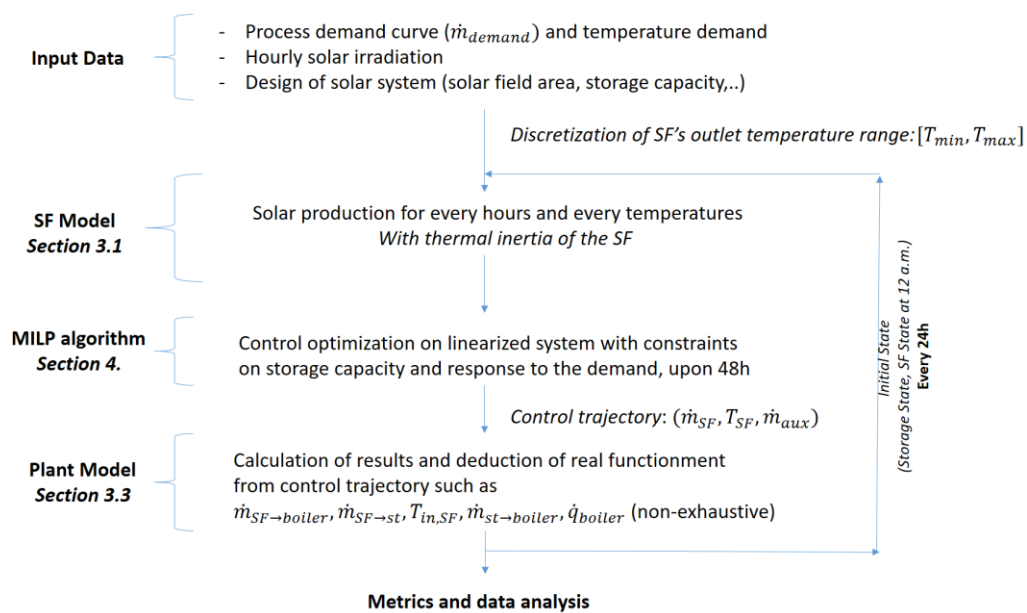 Input Data
- Process demand curve (ṁ_demand) and temperature demand
- Hourly solar irradiation
- Design of solar system (solar field area, storage capacity,..)
Discretization of SF's outlet temperature range: [T_min, T_max]
SF Model
Section 3.1
Solar production for every hours and every temperatures
With thermal inertia of the SF
MILP algorithm
Section 4.
Control optimization on linearized system with constraints
on storage capacity and response to the demand, upon 48h
Control trajectory: (ṁ_SF, T_SF, ṁ_aux)
Plant Model
Section 3.3
Calculation of results and deduction of real functionment
from control trajectory such as
ṁ_SF→boiler, ṁ_SF→st, T_in,SF, ṁ_st→boiler, q̇_boiler (non-exhaustive)
Initial State
(Storage State, SF State at 12 a.m.)
Every 24h
Metrics and data analysis